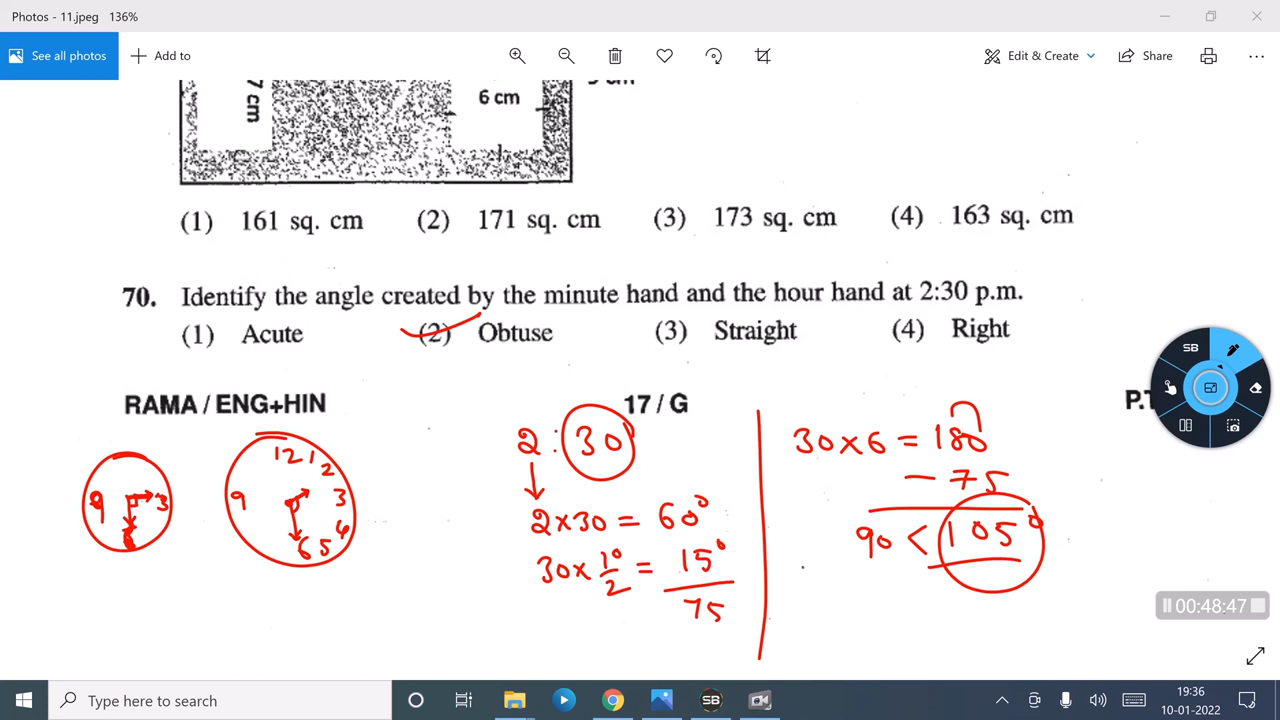 Photos - 11.jpeg 136%
See all photos
Add to
Edit & Create
Share
7 cm
6 cm
(1) 161 sq. cm (2) 171 sq. cm (3) 173 sq. cm (4) 163 sq. cm
70. Identify the angle created by the minute hand and the hour hand at 2:30 p.m.
(1) Acute (2) Obtuse (3) Straight (4) Right
SB
RAMA / ENG+HIN 17 / G
9 3
12 1 2
9 3
4
6 5
2 : 30
2 × 30 = 60°
30 × 1°/2 = 15°
75
30 × 6 = 180
- 75
90 < 105°
00:48:47
Type here to search
SB
19:36
10-01-2022